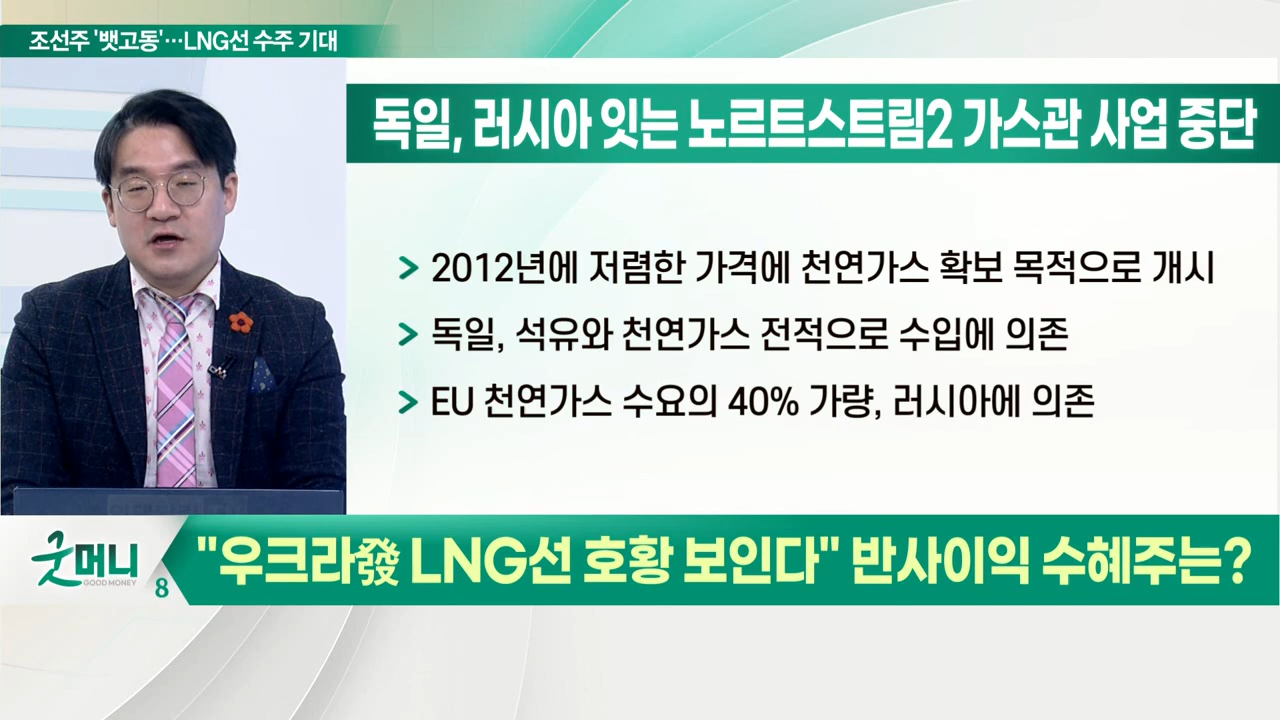 조선주 '뱃고동'…LNG선 수주 기대
독일, 러시아 잇는 노르트스트림2 가스관 사업 중단
> 2012년에 저렴한 가격에 천연가스 확보 목적으로 개시
> 독일, 석유와 천연가스 전적으로 수입에 의존
> EU 천연가스 수요의 40% 가량, 러시아에 의존
굿머니
GOOD MONEY
8
"우크라發 LNG선 호황 보인다" 반사이익 수혜주는?